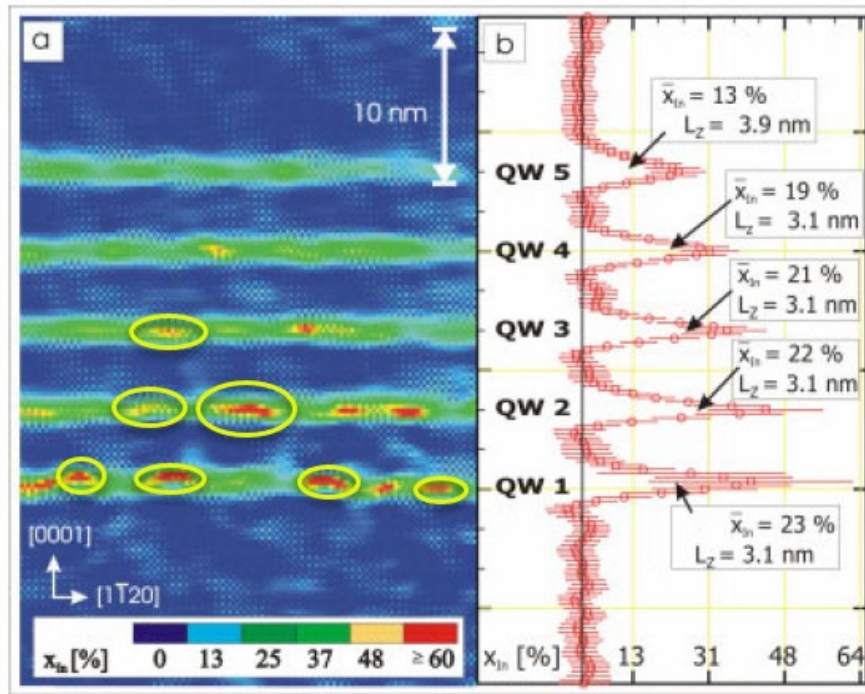 a
10 nm
[0001]
[11̅20]
x_In [%] 0 13 25 37 48 ≥60
b
x̅_In = 13 %
L_Z = 3.9 nm
QW 5
x̅_In = 19 %
L_Z = 3.1 nm
QW 4
x̅_In = 21 %
L_Z = 3.1 nm
QW 3
x̅_In = 22 %
L_Z = 3.1 nm
QW 2
QW 1
x̅_In = 23 %
L_Z = 3.1 nm
x_In [%] 13 31 48 64